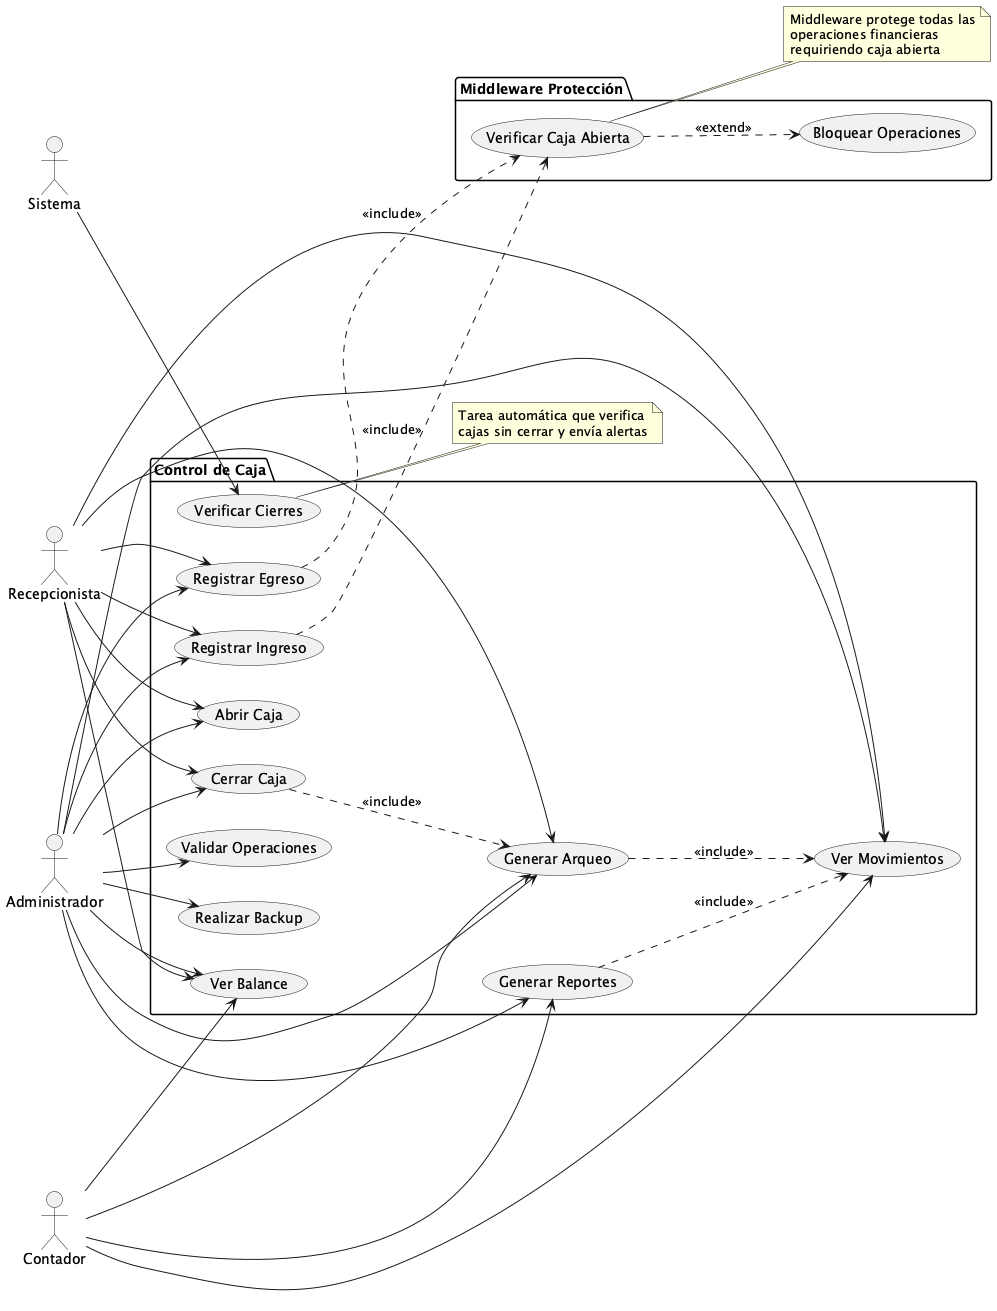 Middleware protege todas las
operaciones financieras
requiriendo caja abierta
Middleware Protección
Verificar Caja Abierta
«extend»
Bloquear Operaciones
Sistema
«include»
Tarea automática que verifica
cajas sin cerrar y envía alertas
«include»
Control de Caja
Verificar Cierres
Registrar Egreso
Recepcionista
Registrar Ingreso
Abrir Caja
Cerrar Caja
«include»
Validar Operaciones
Generar Arqueo
«include»
Ver Movimientos
Administrador
Realizar Backup
«include»
Ver Balance
Generar Reportes
Contador